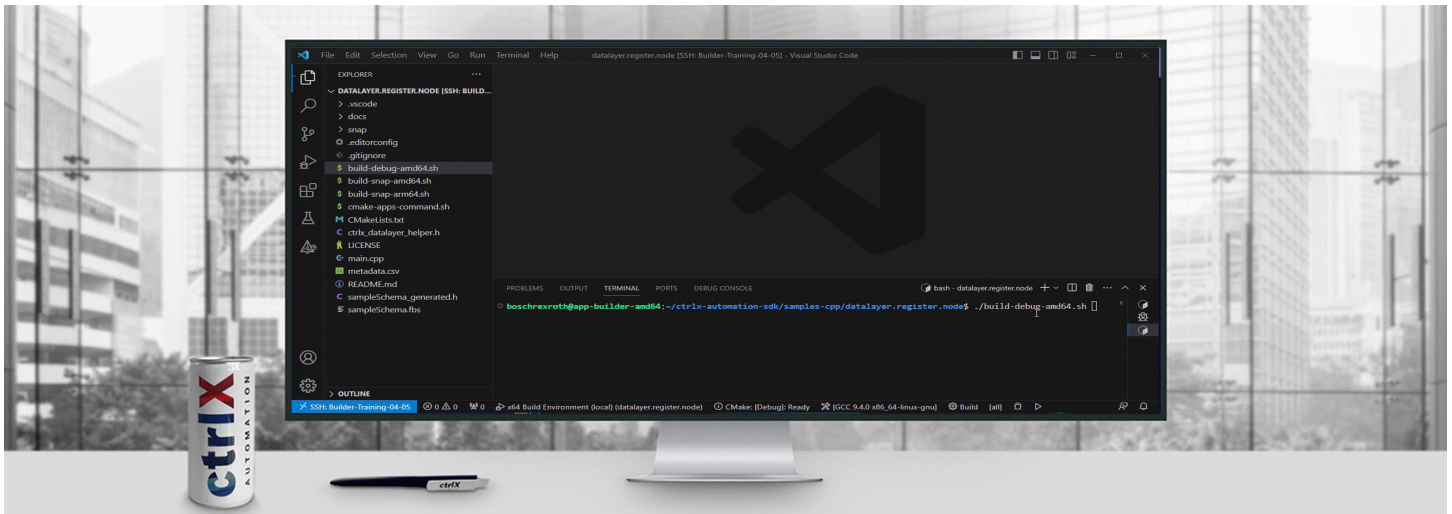 File Edit Selection View Go Run Terminal Help datalayer.register.node [SSH: Builder-Training-04-05] - Visual Studio Code
EXPLORER ...
DATALAYER.REGISTER.NODE [SSH: BUILD...
> .vscode
> docs
> snap
.editorconfig
.gitignore
$ build-debug-amd64.sh
$ build-snap-amd64.sh
$ build-snap-arm64.sh
$ cmake-apps-command.sh
M CMakeLists.txt
C ctrlx_datalayer_helper.h
LICENSE
main.cpp
metadata.csv
README.md
C sampleSchema_generated.h
sampleSchema.fbs
> OUTLINE
PROBLEMS OUTPUT TERMINAL PORTS DEBUG CONSOLE bash - datalayer.register.node
boschrexroth@app-builder-amd64:~/ctrlx-automation-sdk/samples-cpp/datalayer.register.node$ ./build-debug-amd64.sh
SSH: Builder-Training-04-05 0 0 0 x64 Build Environment (local) (datalayer.register.node) CMake: [Debug]: Ready [GCC 9.4.0 x86_64-linux-gnu] Build [all]
ctrlX
AUTOMATION
ctrlX